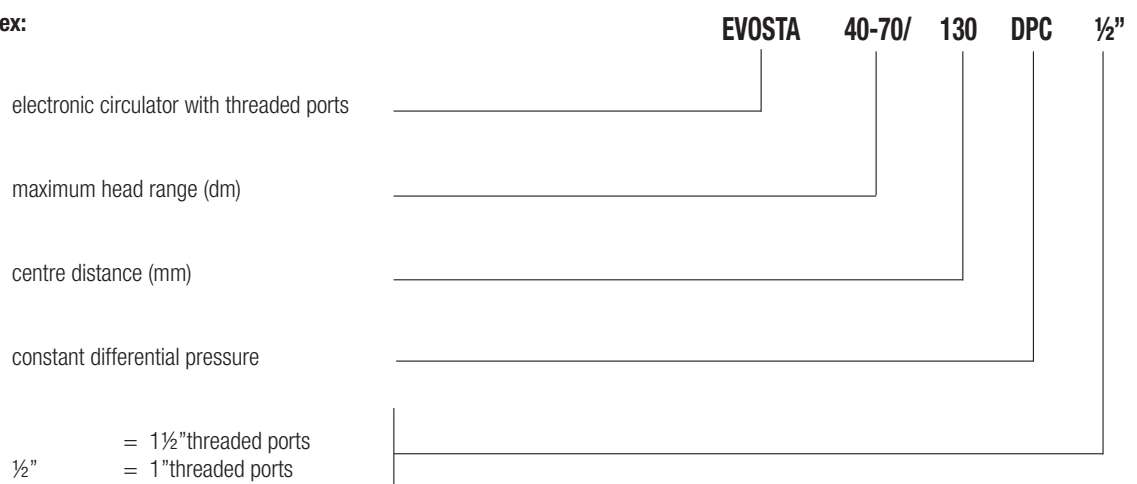 ex:
EVOSTA 40-70/ 130 DPC ½”
electronic circulator with threaded ports
maximum head range (dm)
centre distance (mm)
constant differential pressure
= 1½”threaded ports
½” = 1”threaded ports